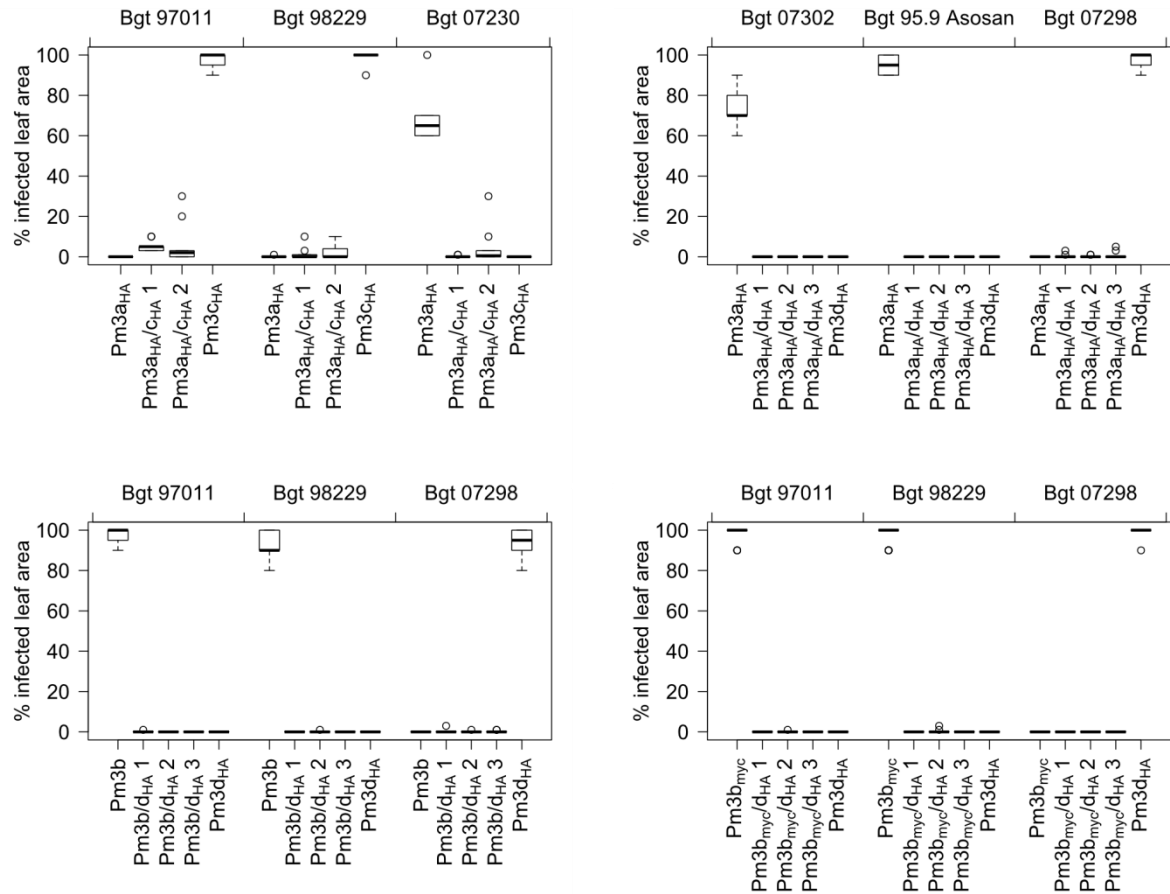 Bgt 97011 Bgt 98229 Bgt 07230
% infected leaf area
100
80
60
40
20
0
Pm3aHA
Pm3aHA/cHA 1
Pm3aHA/cHA 2
Pm3cHA
Pm3aHA
Pm3aHA/cHA 1
Pm3aHA/cHA 2
Pm3cHA
Pm3aHA
Pm3aHA/cHA 1
Pm3aHA/cHA 2
Pm3cHA
Bgt 07302 Bgt 95.9 Asosan Bgt 07298
% infected leaf area
100
80
60
40
20
0
Pm3aHA
Pm3aHA/dHA 1
Pm3aHA/dHA 2
Pm3aHA/dHA 3
Pm3dHA
Pm3aHA
Pm3aHA/dHA 1
Pm3aHA/dHA 2
Pm3aHA/dHA 3
Pm3dHA
Pm3aHA
Pm3aHA/dHA 1
Pm3aHA/dHA 2
Pm3aHA/dHA 3
Pm3dHA
Bgt 97011 Bgt 98229 Bgt 07298
% infected leaf area
100
80
60
40
20
0
Pm3b
Pm3b/dHA 1
Pm3b/dHA 2
Pm3b/dHA 3
Pm3dHA
Pm3b
Pm3b/dHA 1
Pm3b/dHA 2
Pm3b/dHA 3
Pm3dHA
Pm3b
Pm3b/dHA 1
Pm3b/dHA 2
Pm3b/dHA 3
Pm3dHA
Bgt 97011 Bgt 98229 Bgt 07298
% infected leaf area
100
80
60
40
20
0
Pm3bmyc
Pm3bmyc/dHA 1
Pm3bmyc/dHA 2
Pm3bmyc/dHA 3
Pm3dHA
Pm3bmyc
Pm3bmyc/dHA 1
Pm3bmyc/dHA 2
Pm3bmyc/dHA 3
Pm3dHA
Pm3bmyc
Pm3bmyc/dHA 1
Pm3bmyc/dHA 2
Pm3bmyc/dHA 3
Pm3dHA